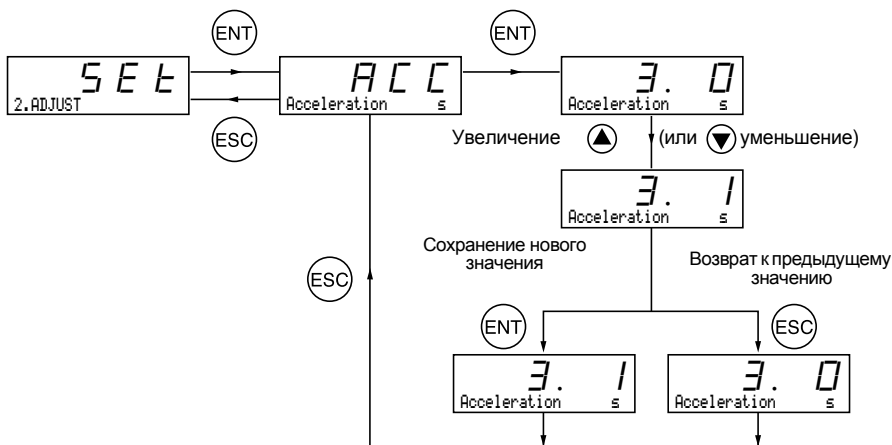 ENT
ENT
SEt
2.ADJUST
ACC
Acceleration s
3. 0
Acceleration s
ESC
Увеличение (или уменьшение)
3. 1
Acceleration s
Сохранение нового
значения
Возврат к предыдущему
значению
ESC
ENT
ESC
3. 1
Acceleration s
3. 0
Acceleration s